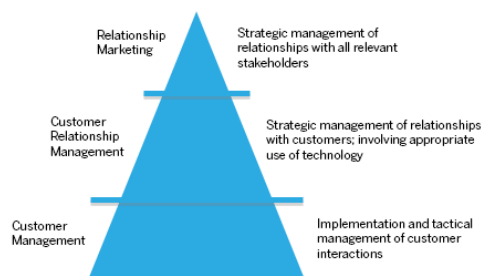 Relationship
Marketing
Strategic management of
relationships with all relevant
stakeholders
Customer
Relationship
Management
Strategic management of relationships
with customers; involving appropriate
use of technology
Customer
Management
Implementation and tactical
management of customer
interactions